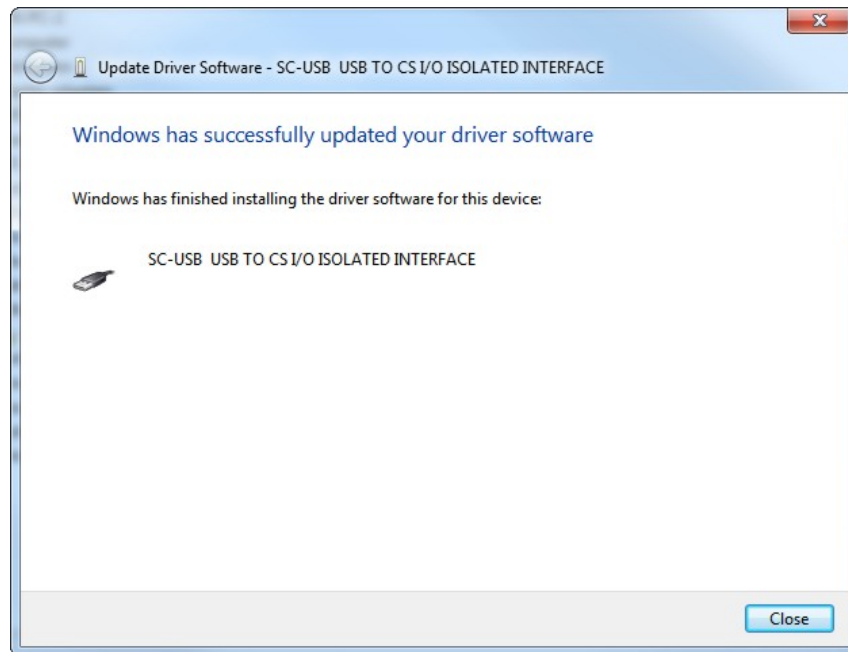 Update Driver Software - SC-USB  USB TO CS I/O ISOLATED INTERFACE
Windows has successfully updated your driver software
Windows has finished installing the driver software for this device:
SC-USB  USB TO CS I/O ISOLATED INTERFACE
Close